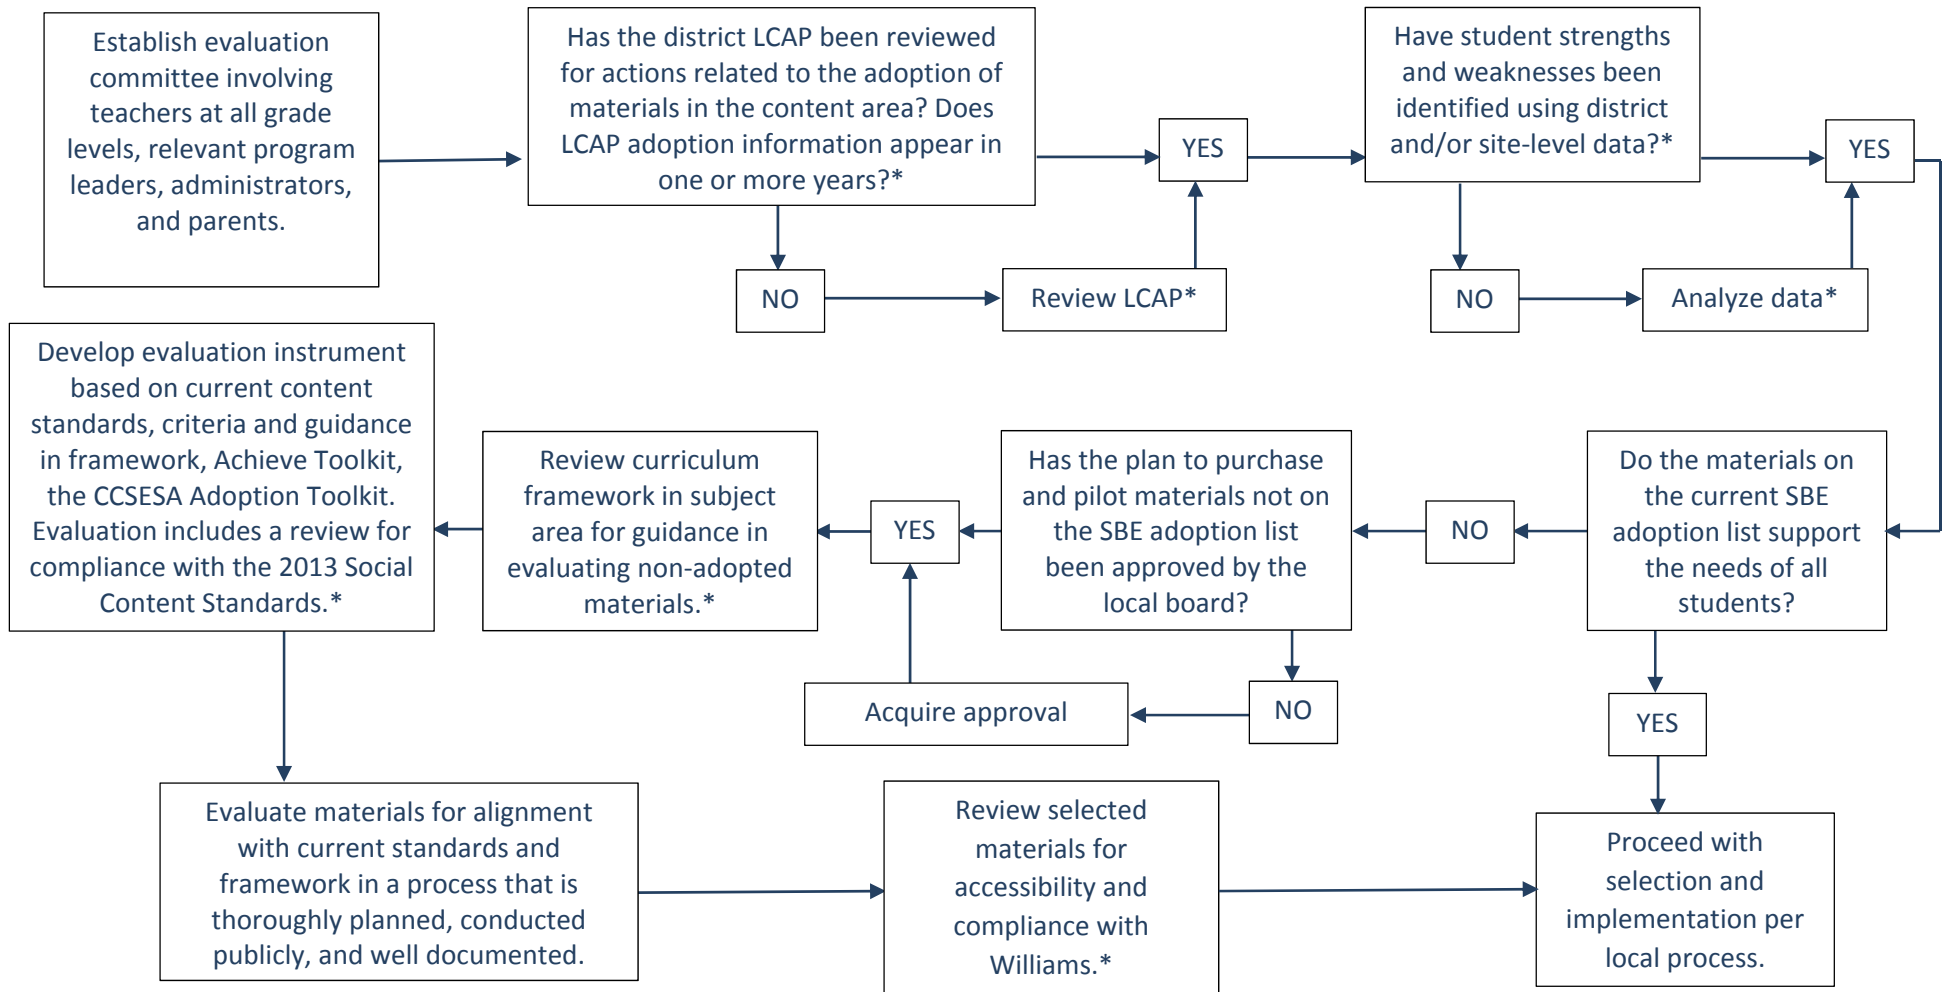 Establish evaluation
committee involving
teachers at all grade
levels, relevant program
leaders, administrators,
and parents.
Has the district LCAP been reviewed
for actions related to the adoption of
materials in the content area? Does
LCAP adoption information appear in
one or more years?*
YES
NO
Review LCAP*
Have student strengths
and weaknesses been
identified using district
and/or site-level data?*
YES
NO
Analyze data*
Do the materials on
the current SBE
adoption list support
the needs of all
students?
NO
YES
Has the plan to purchase
and pilot materials not on
the SBE adoption list
been approved by the
local board?
YES
NO
Acquire approval
Review curriculum
framework in subject
area for guidance in
evaluating non-adopted
materials.*
Develop evaluation instrument
based on current content
standards, criteria and guidance
in framework, Achieve Toolkit,
the CCSESA Adoption Toolkit.
Evaluation includes a review for
compliance with the 2013 Social
Content Standards.*
Evaluate materials for alignment
with current standards and
framework in a process that is
thoroughly planned, conducted
publicly, and well documented.
Review selected
materials for
accessibility and
compliance with
Williams.*
Proceed with
selection and
implementation per
local process.